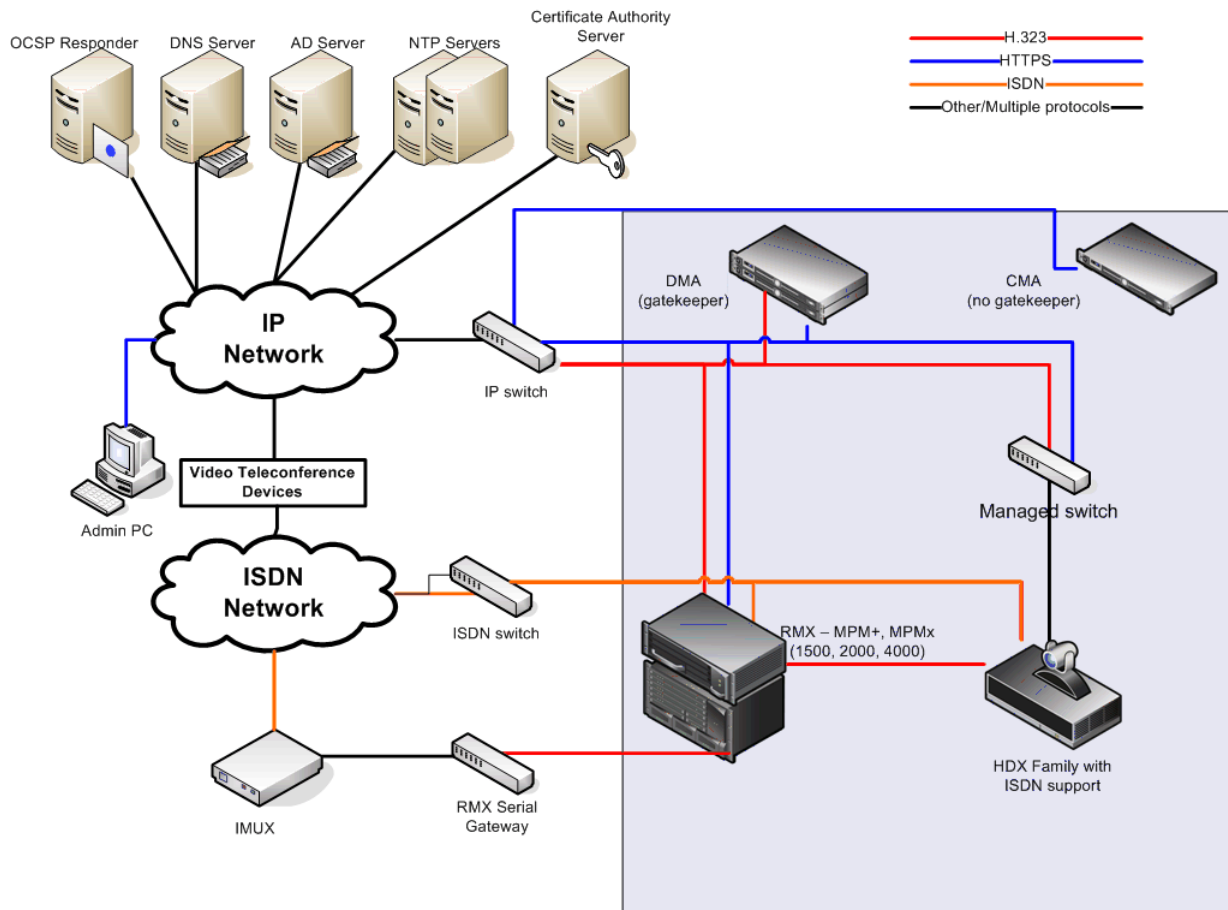 Certificate Authority
Server
OCSP Responder
DNS Server
AD Server
NTP Servers
H.323
HTTPS
ISDN
Other/Multiple protocols
DMA
(gatekeeper)
CMA
(no gatekeeper)
IP
Network
IP switch
Video Teleconference
Devices
Admin PC
Managed switch
ISDN
Network
ISDN switch
RMX – MPM+, MPMx
(1500, 2000, 4000)
HDX Family with
ISDN support
IMUX
RMX Serial
Gateway